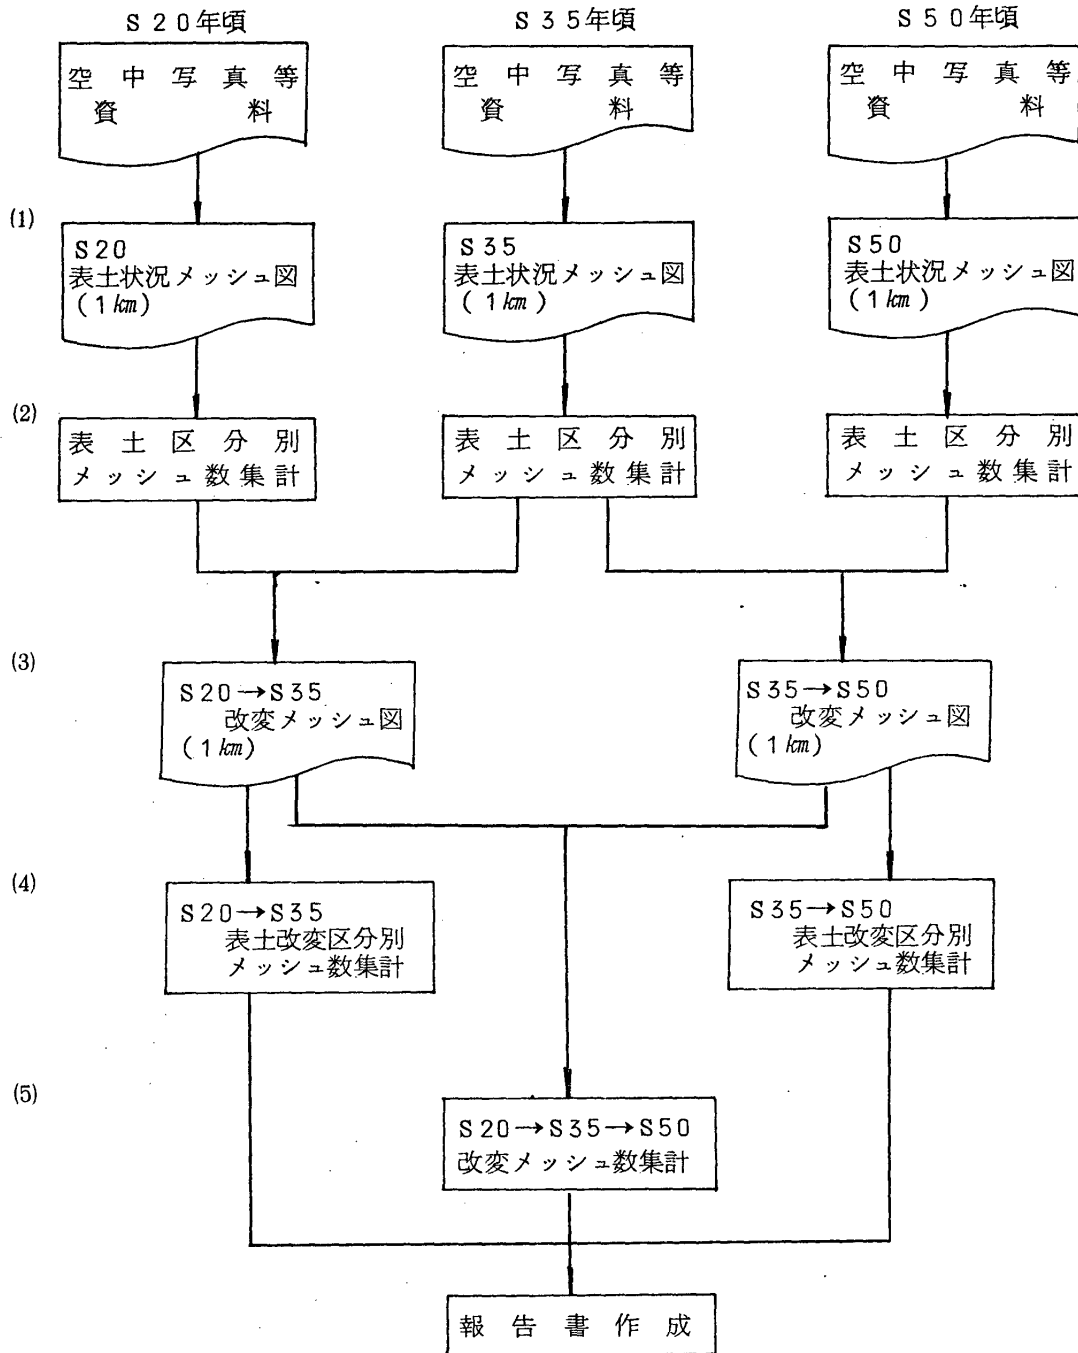 S20年頃
S35年頃
S50年頃
空中写真等
資料
空中写真等
資料
空中写真等
資料
(1)
S20
表土状況メッシュ図
(1km)
S35
表土状況メッシュ図
(1km)
S50
表土状況メッシュ図
(1km)
(2)
表土区分別
メッシュ数集計
表土区分別
メッシュ数集計
表土区分別
メッシュ数集計
(3)
S20→S35
改変メッシュ図
(1km)
S35→S50
改変メッシュ図
(1km)
(4)
S20→S35
表土改変区分別
メッシュ数集計
S35→S50
表土改変区分別
メッシュ数集計
(5)
S20→S35→S50
改変メッシュ数集計
報告書作成